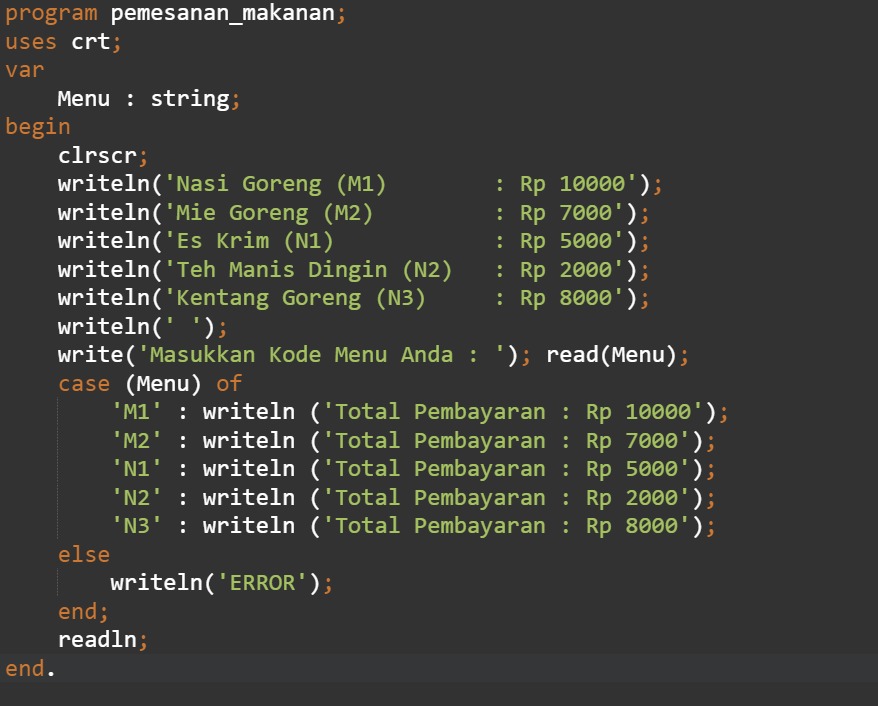 program pemesanan_makanan;
uses crt;
var
    Menu : string;
begin
    clrscr;
    writeln('Nasi Goreng (M1)        : Rp 10000');
    writeln('Mie Goreng (M2)         : Rp 7000');
    writeln('Es Krim (N1)            : Rp 5000');
    writeln('Teh Manis Dingin (N2)   : Rp 2000');
    writeln('Kentang Goreng (N3)     : Rp 8000');
    writeln(' ');
    write('Masukkan Kode Menu Anda : '); read(Menu);
    case (Menu) of
        'M1' : writeln ('Total Pembayaran : Rp 10000');
        'M2' : writeln ('Total Pembayaran : Rp 7000');
        'N1' : writeln ('Total Pembayaran : Rp 5000');
        'N2' : writeln ('Total Pembayaran : Rp 2000');
        'N3' : writeln ('Total Pembayaran : Rp 8000');
    else
        writeln('ERROR');
    end;
    readln;
end.